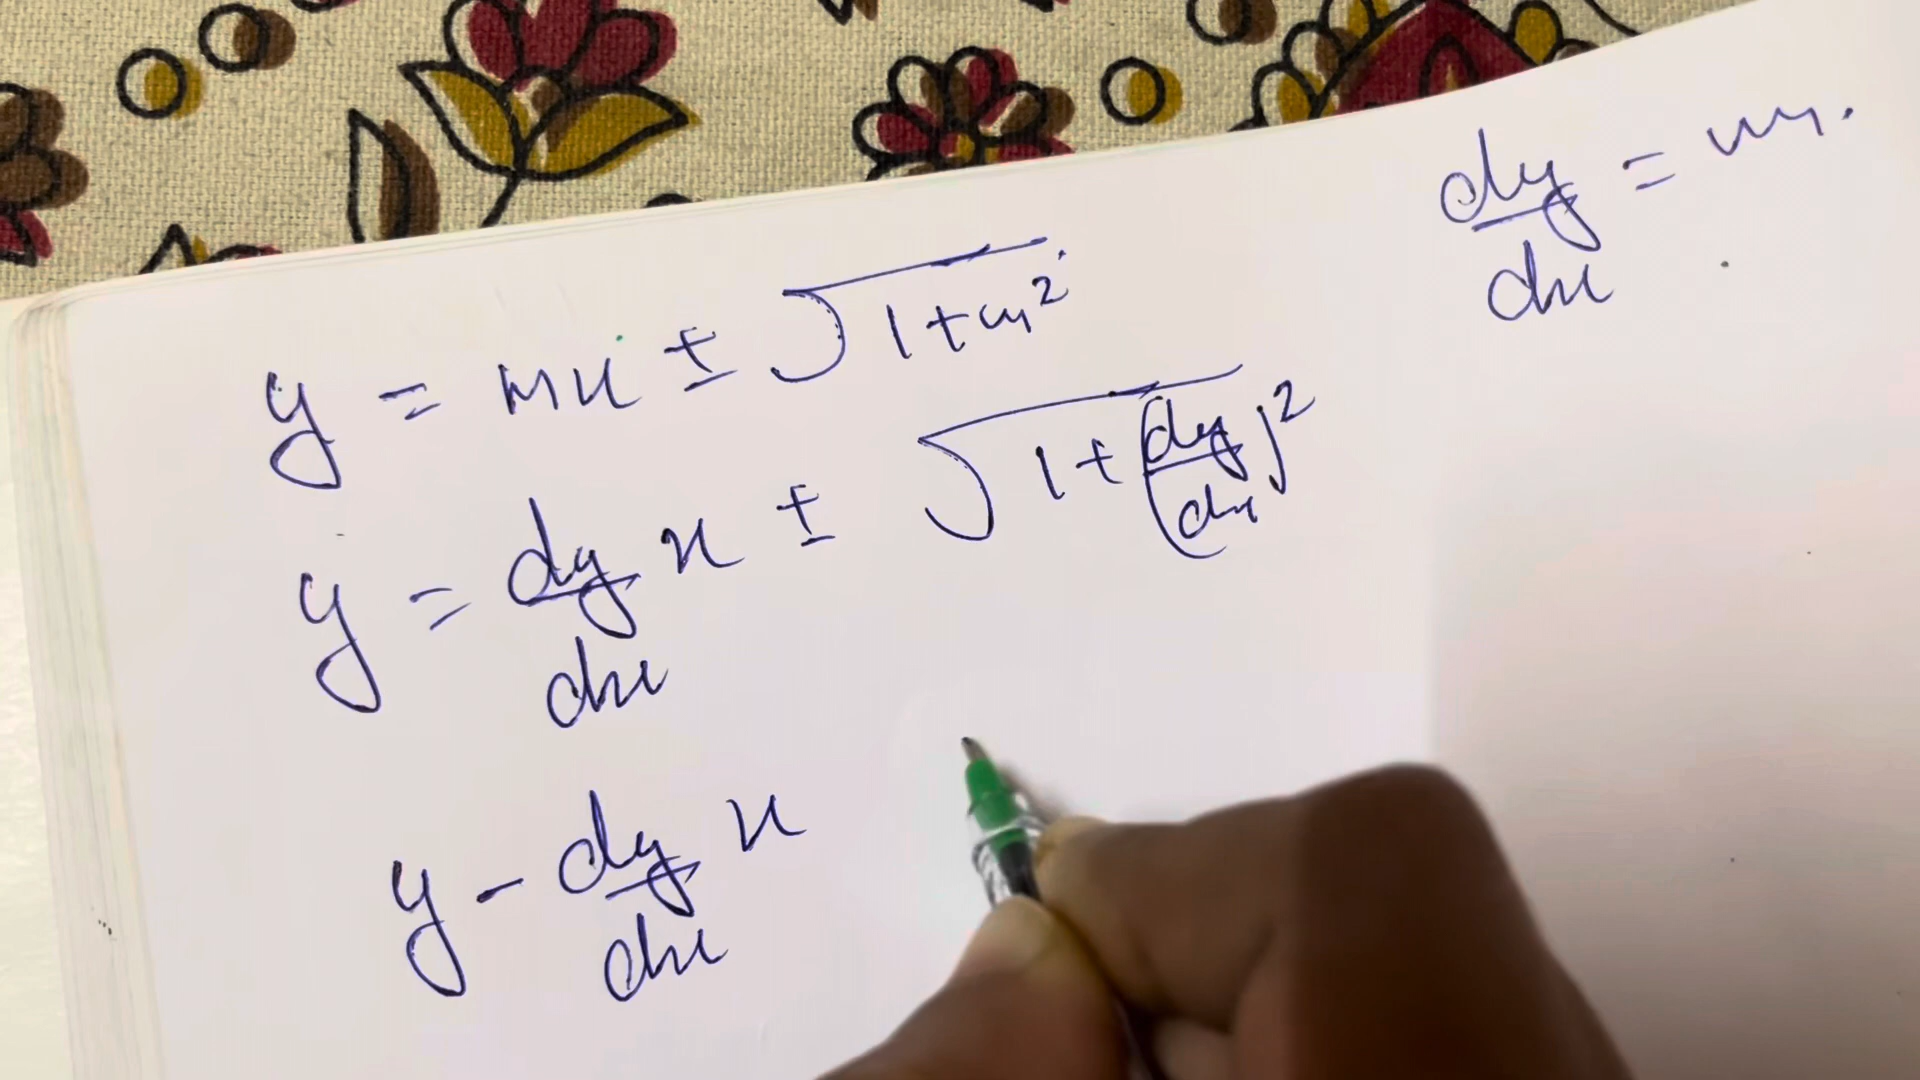 dy/dx = m.
y = mx ± √1+m²
y = dy/dx x ± √1+(dy/dx)²
y - dy/dx x